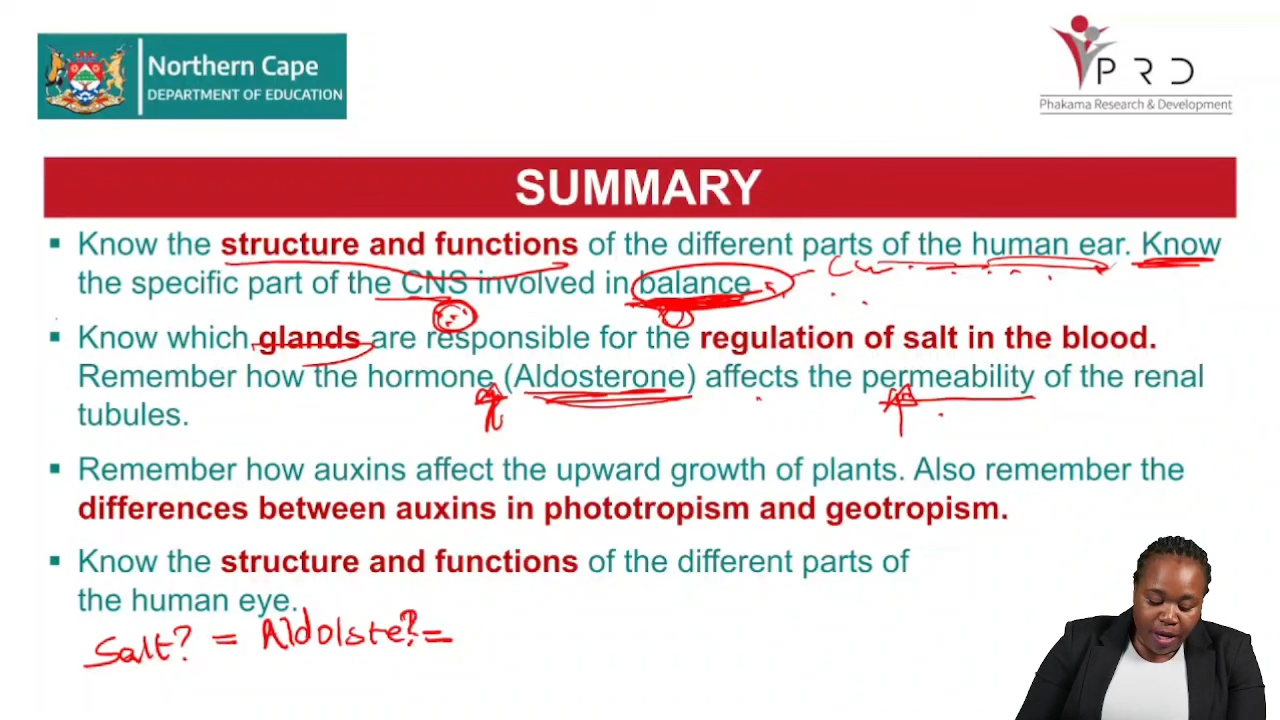 Northern Cape
DEPARTMENT OF EDUCATION
PRD
Phakama Research & Development
SUMMARY
▪ Know the structure and functions of the different parts of the human ear. Know
the specific part of the CNS involved in balance
▪ Know which glands are responsible for the regulation of salt in the blood.
Remember how the hormone (Aldosterone) affects the permeability of the renal
tubules.
▪ Remember how auxins affect the upward growth of plants. Also remember the
differences between auxins in phototropism and geotropism.
▪ Know the structure and functions of the different parts of
the human eye.
Salt? = Aldolste? =